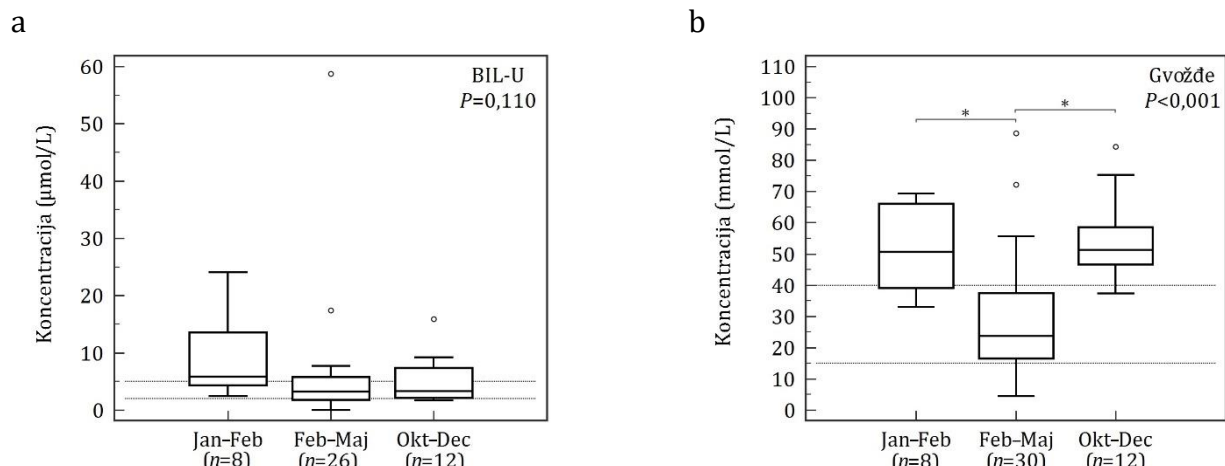 a
BIL-U
P=0,110
Koncentracija (μmol/L)
60
50
40
30
20
10
0
Jan–Feb
(n=8)
Feb–Maj
(n=26)
Okt–Dec
(n=12)
b
Gvožđe
P<0,001
*
*
Koncentracija (mmol/L)
110
100
90
80
70
60
50
40
30
20
10
0
Jan–Feb
(n=8)
Feb–Maj
(n=30)
Okt–Dec
(n=12)